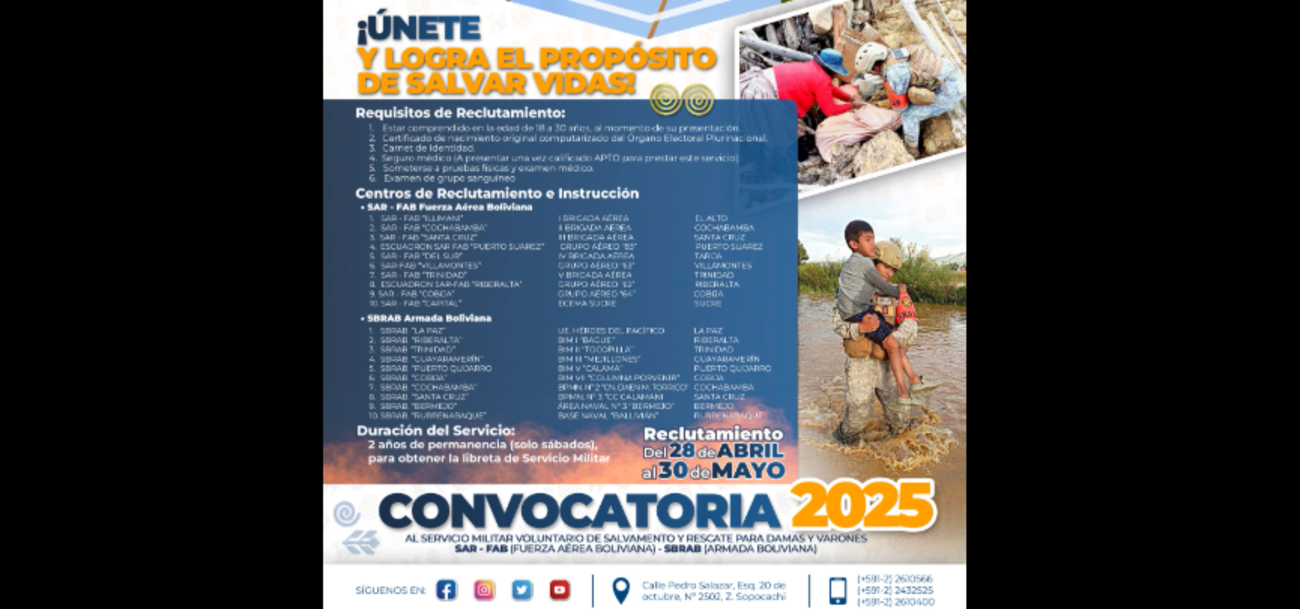 ¡ÚNETE
Y LOGRA EL PROPÓSITO
DE SALVAR VIDAS!
Requisitos de Reclutamiento:
1. Estar comprendido en la edad de 18 a 30 años, al momento de su presentación.
2. Certificado de nacimiento original computarizado del Órgano Electoral Plurinacional.
3. Carnet de Identidad.
4. Seguro médico (A presentar una vez calificado APTO para prestar este servicio)
5. Someterse a pruebas físicas y examen médico.
6. Examen de grupo sanguíneo
Centros de Reclutamiento e Instrucción
• SAR - FAB Fuerza Aérea Boliviana
1. SAR - FAB "ILLIMANI" I BRIGADA AÉREA EL ALTO
2. SAR - FAB "COCHABAMBA" II BRIGADA AÉREA COCHABAMBA
3. SAR - FAB "SANTA CRUZ" III BRIGADA AÉREA SANTA CRUZ
4. ESCUADRON SAR FAB "PUERTO SUAREZ" GRUPO AÉREO "83" PUERTO SUAREZ
5. SAR - FAB "DEL SUR" IV BRIGADA AÉREA TARIJA
6. SAR-FAB "VILLAMONTES" GRUPO AÉREO "63" VILLAMONTES
7. SAR - FAB "TRINIDAD" V BRIGADA AÉREA TRINIDAD
8. ESCUADRON SAR-FAB "RIBERALTA" GRUPO AÉREO "62" RIBERALTA
9. SAR - FAB "COBIJA" GRUPO AÉREO "64" COBIJA
10. SAR - FAB "CAPITAL" SUCRE
• SBRAB Armada Boliviana
1. SBRAB "LA PAZ" UE. HÉROES DEL PACÍFICO LA PAZ
2. SBRAB "RIBERALTA" BIM I "BAGUE" RIBERALTA
3. SBRAB "TRINIDAD" BIM II "TOCOPILLA" TRINIDAD
4. SBRAB "GUAYARAMERÍN" BIM III "MEJILLONES" GUAYARAMERÍN
5. SBRAB "PUERTO QUIJARRO" BIM V "CALAMA" PUERTO QUIJARRO
6. SBRAB "COBIJA" BIM VII "COLUMNA PORVENIR" COBIJA
7. SBRAB "COCHABAMBA" BPMN. Nº 2 TORRICO" COCHABAMBA
8. SBRAB "SANTA CRUZ" BPMN. Nº 3 SANTA CRUZ
9. SBRAB "BERMEJO" ÁREA NAVAL Nº 3 "BERMEJO" BERMEJO
10. SBRAB "RURRENABAQUE" BASE NAVAL "BALLIVIÁN" RURRENABAQUE
Duración del Servicio:
2 años de permanencia (solo sábados),
para obtener la libreta de Servicio Militar
Reclutamiento
Del 28 de ABRIL
al 30 de MAYO
CONVOCATORIA 2025
AL SERVICIO MILITAR VOLUNTARIO DE SALVAMENTO Y RESCATE PARA DAMAS Y VARONES
SAR - FAB (FUERZA AÉREA BOLIVIANA) - SBRAB (ARMADA BOLIVIANA)
SÍGUENOS EN:
Calle Pedro Salazar, Esq. 20 de
octubre, Nº 2502, Z. Sopocachi
(+591-2) 2610566
(+591-2) 2432525
(+591-2) 2610400